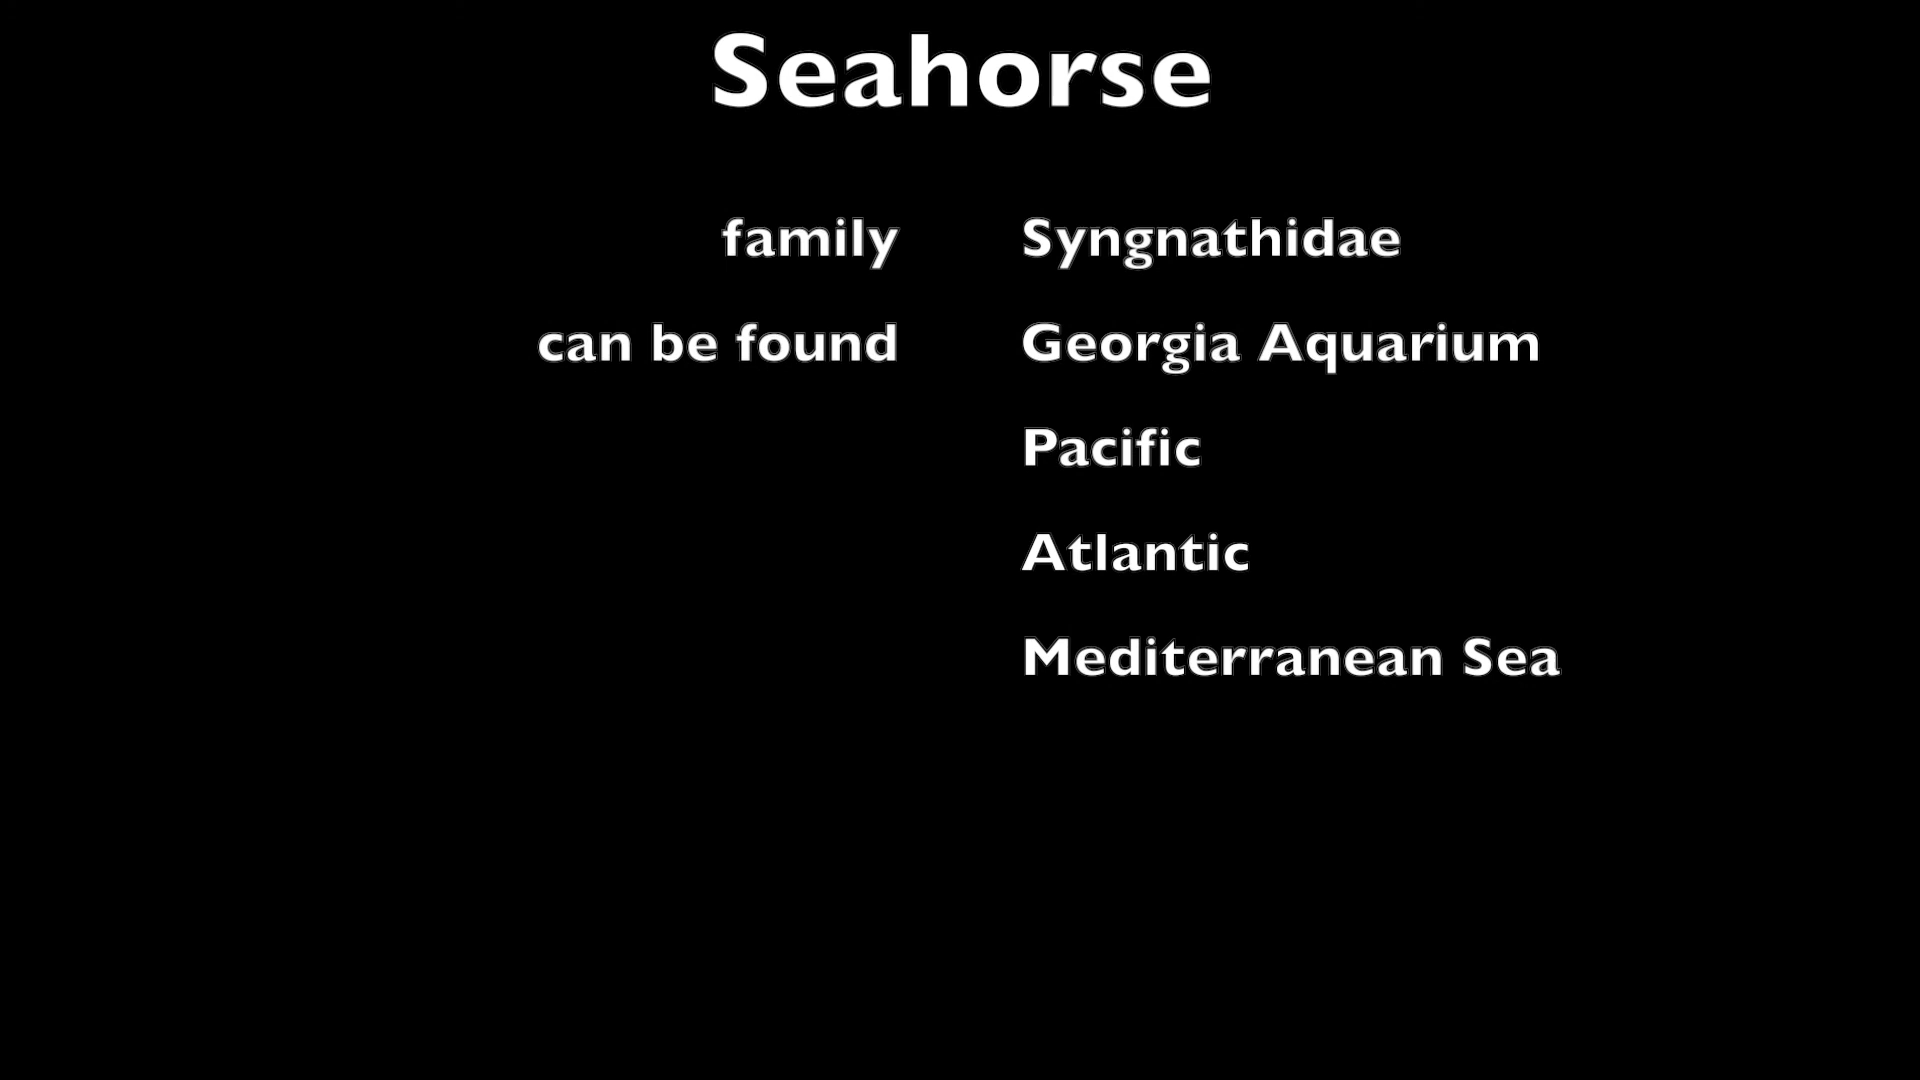 Seahorse
family Syngnathidae
can be found Georgia Aquarium
Pacific
Atlantic
Mediterranean Sea